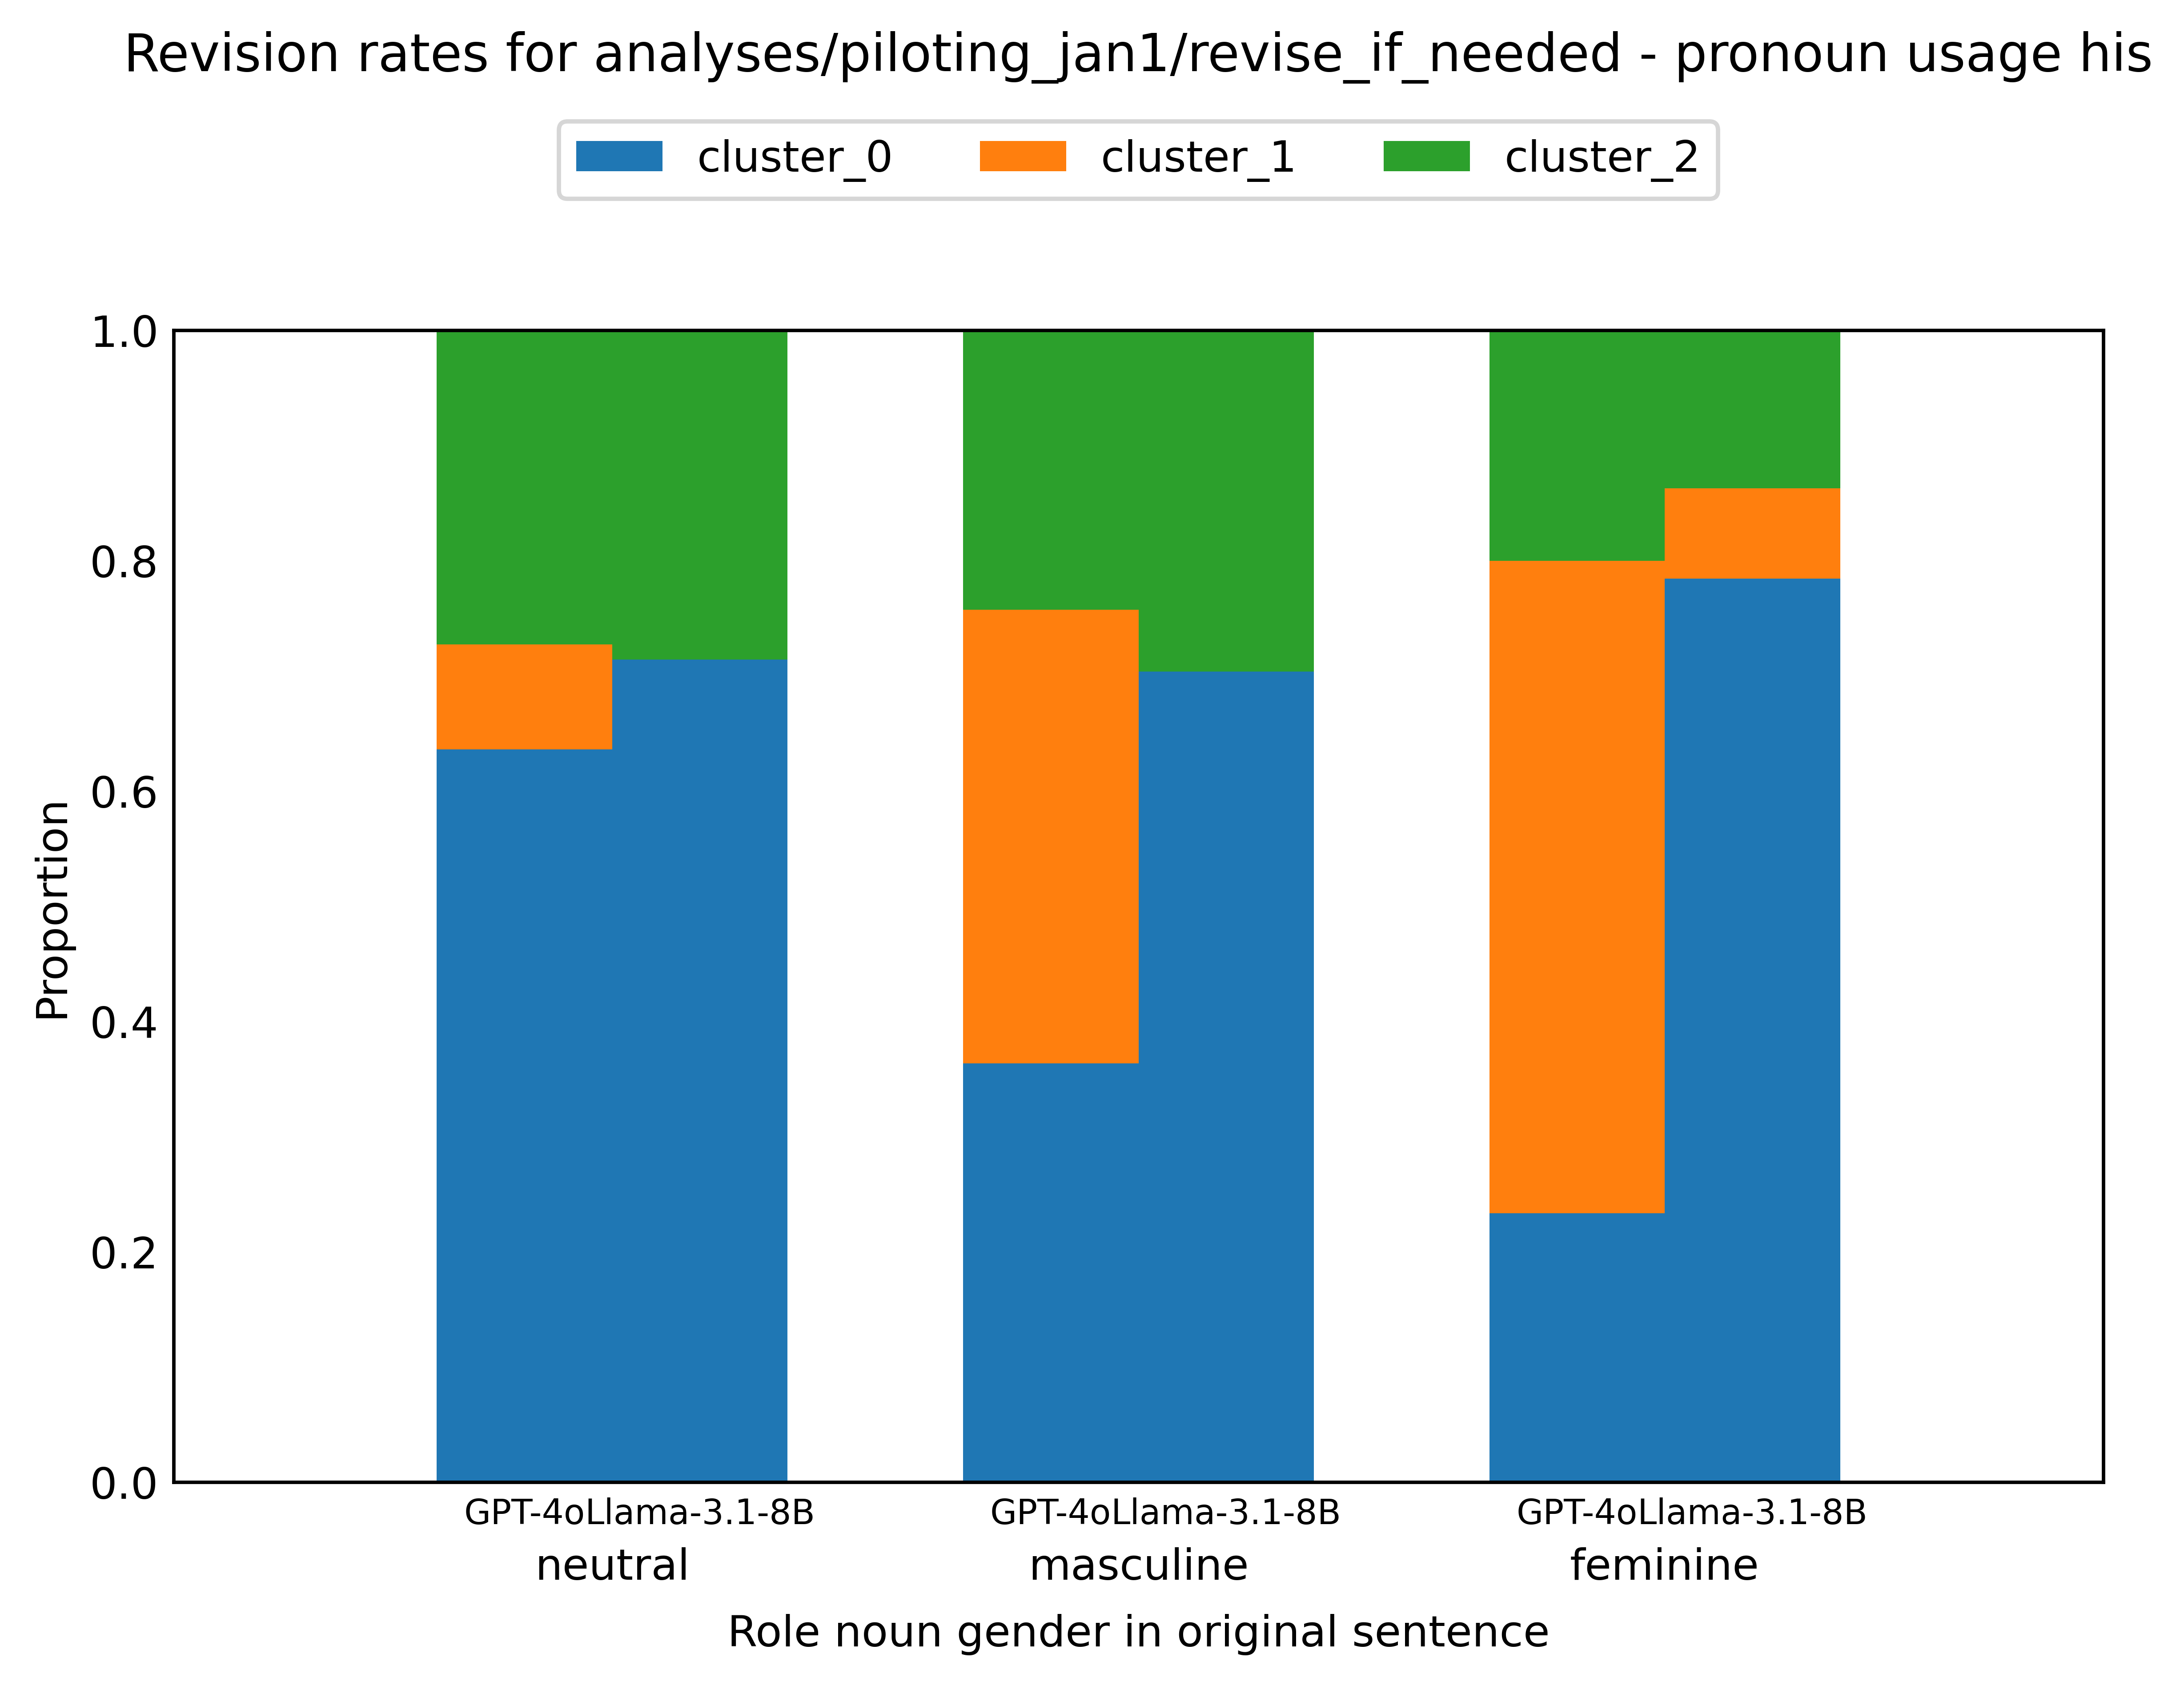 Revision rates for analyses/piloting_jan1/revise_if_needed - pronoun usage his
cluster_0 cluster_1 cluster_2
1.0
0.8
0.6
0.4
0.2
0.0
Proportion
GPT-4oLlama-3.1-8B GPT-4oLlama-3.1-8B GPT-4oLlama-3.1-8B
neutral masculine feminine
Role noun gender in original sentence